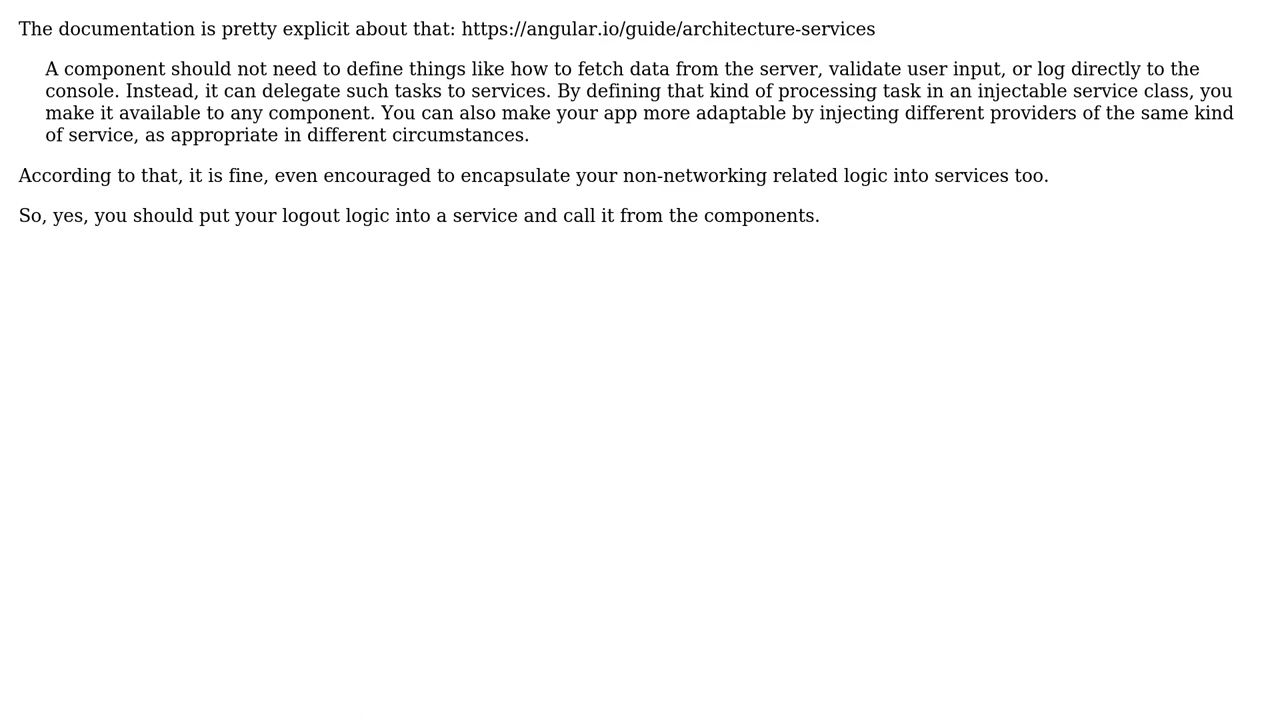 The documentation is pretty explicit about that: https://angular.io/guide/architecture-services
A component should not need to define things like how to fetch data from the server, validate user input, or log directly to the
console. Instead, it can delegate such tasks to services. By defining that kind of processing task in an injectable service class, you
make it available to any component. You can also make your app more adaptable by injecting different providers of the same kind
of service, as appropriate in different circumstances.
According to that, it is fine, even encouraged to encapsulate your non-networking related logic into services too.
So, yes, you should put your logout logic into a service and call it from the components.